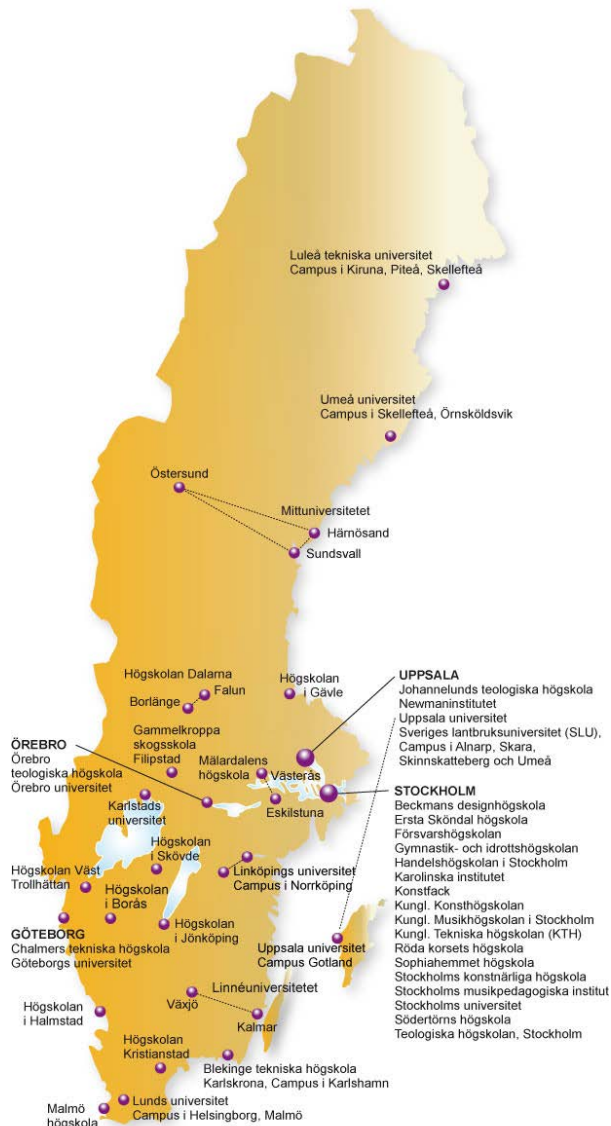 Luleå tekniska universitet
Campus i Kiruna, Piteå, Skellefteå
Umeå universitet
Campus i Skellefteå, Örnsköldsvik
Östersund
Mittuniversitetet
Härnösand
Sundsvall
Högskolan Dalarna
Falun
Borlänge
Högskolan
i Gävle
UPPSALA
Johannelunds teologiska högskola
Newmaninstitutet
Uppsala universitet
Sveriges lantbruksuniversitet (SLU),
Campus i Alnarp, Skara,
Skinnskatteberg och Umeå
Gammelkroppa
skogsskola
Filipstad
Mälardalens
högskola
Västerås
Eskilstuna
ÖREBRO
Örebro
teologiska högskola
Örebro universitet
STOCKHOLM
Beckmans designhögskola
Ersta Sköndal högskola
Försvarshögskolan
Gymnastik- och idrottshögskolan
Handelshögskolan i Stockholm
Karolinska institutet
Konstfack
Kungl. Konsthögskolan
Kungl. Musikhögskolan i Stockholm
Kungl. Tekniska högskolan (KTH)
Röda korsets högskola
Sophiahemmet högskola
Stockholms konstnärliga högskola
Stockholms musikpedagogiska institut
Stockholms universitet
Södertörns högskola
Teologiska högskolan, Stockholm
Karlstads
universitet
Högskolan
i Skövde
Linköpings universitet
Campus i Norrköping
Högskolan Väst
Trollhättan
Högskolan
i Borås
Högskolan
i Jönköping
GÖTEBORG
Chalmers tekniska högskola
Göteborgs universitet
Uppsala universitet
Campus Gotland
Linnéuniversitetet
Växjö
Kalmar
Högskolan
i Halmstad
Högskolan
Kristianstad
Blekinge tekniska högskola
Karlskrona, Campus i Karlshamn
Lunds universitet
Campus i Helsingborg, Malmö
Malmö
högskola